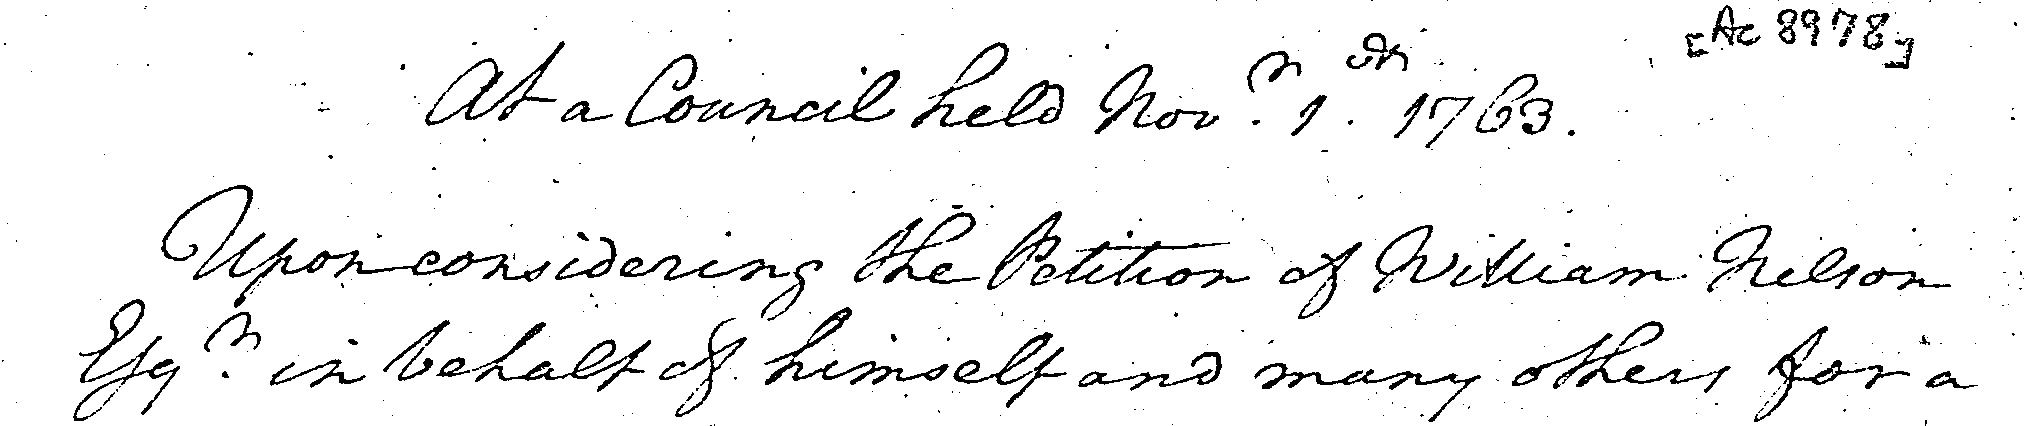 [Ac 8978]
At a Council held Novr. 1st. 1763.
Upon considering the Petition of William Nelson
Esqr. in behalf of himself and many others for a